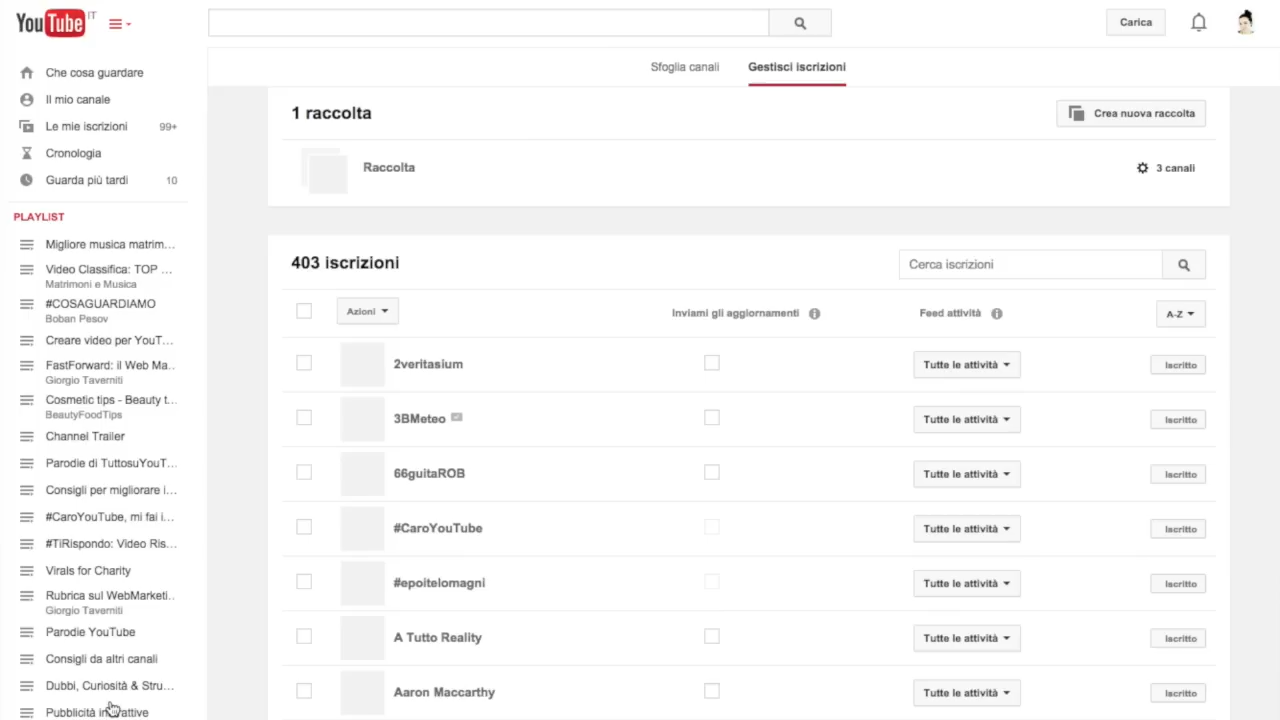 YouTube IT
Carica
Che cosa guardare
Il mio canale
Le mie iscrizioni 99+
Cronologia
Guarda più tardi 10
PLAYLIST
Migliore musica matrim...
Video Classifica: TOP ...
Matrimoni e Musica
#COSAGUARDIAMO
Boban Pesov
Creare video per YouT...
FastForward: il Web Ma..
Giorgio Taverniti
Cosmetic tips - Beauty t...
BeautyFoodTips
Channel Trailer
Parodie di TuttosuYouT...
Consigli per migliorare i...
#CaroYouTube, mi fai i...
#TiRispondo: Video Ris...
Virals for Charity
Rubrica sul WebMarketi..
Giorgio Taverniti
Parodie YouTube
Consigli da altri canali
Dubbi, Curiosità & Stru...
Pubblicità
Sfoglia canali Gestisci iscrizioni
1 raccolta Crea nuova raccolta
Raccolta 3 canali
403 iscrizioni Cerca iscrizioni
Azioni Inviami gli aggiornamenti Feed attività A-Z
2veritasium Tutte le attività Iscritto
3BMeteo Tutte le attività Iscritto
66guitaROB Tutte le attività Iscritto
#CaroYouTube Tutte le attività Iscritto
#epoitelomagni Tutte le attività Iscritto
A Tutto Reality Tutte le attività Iscritto
Aaron Maccarthy Tutte le attività Iscritto